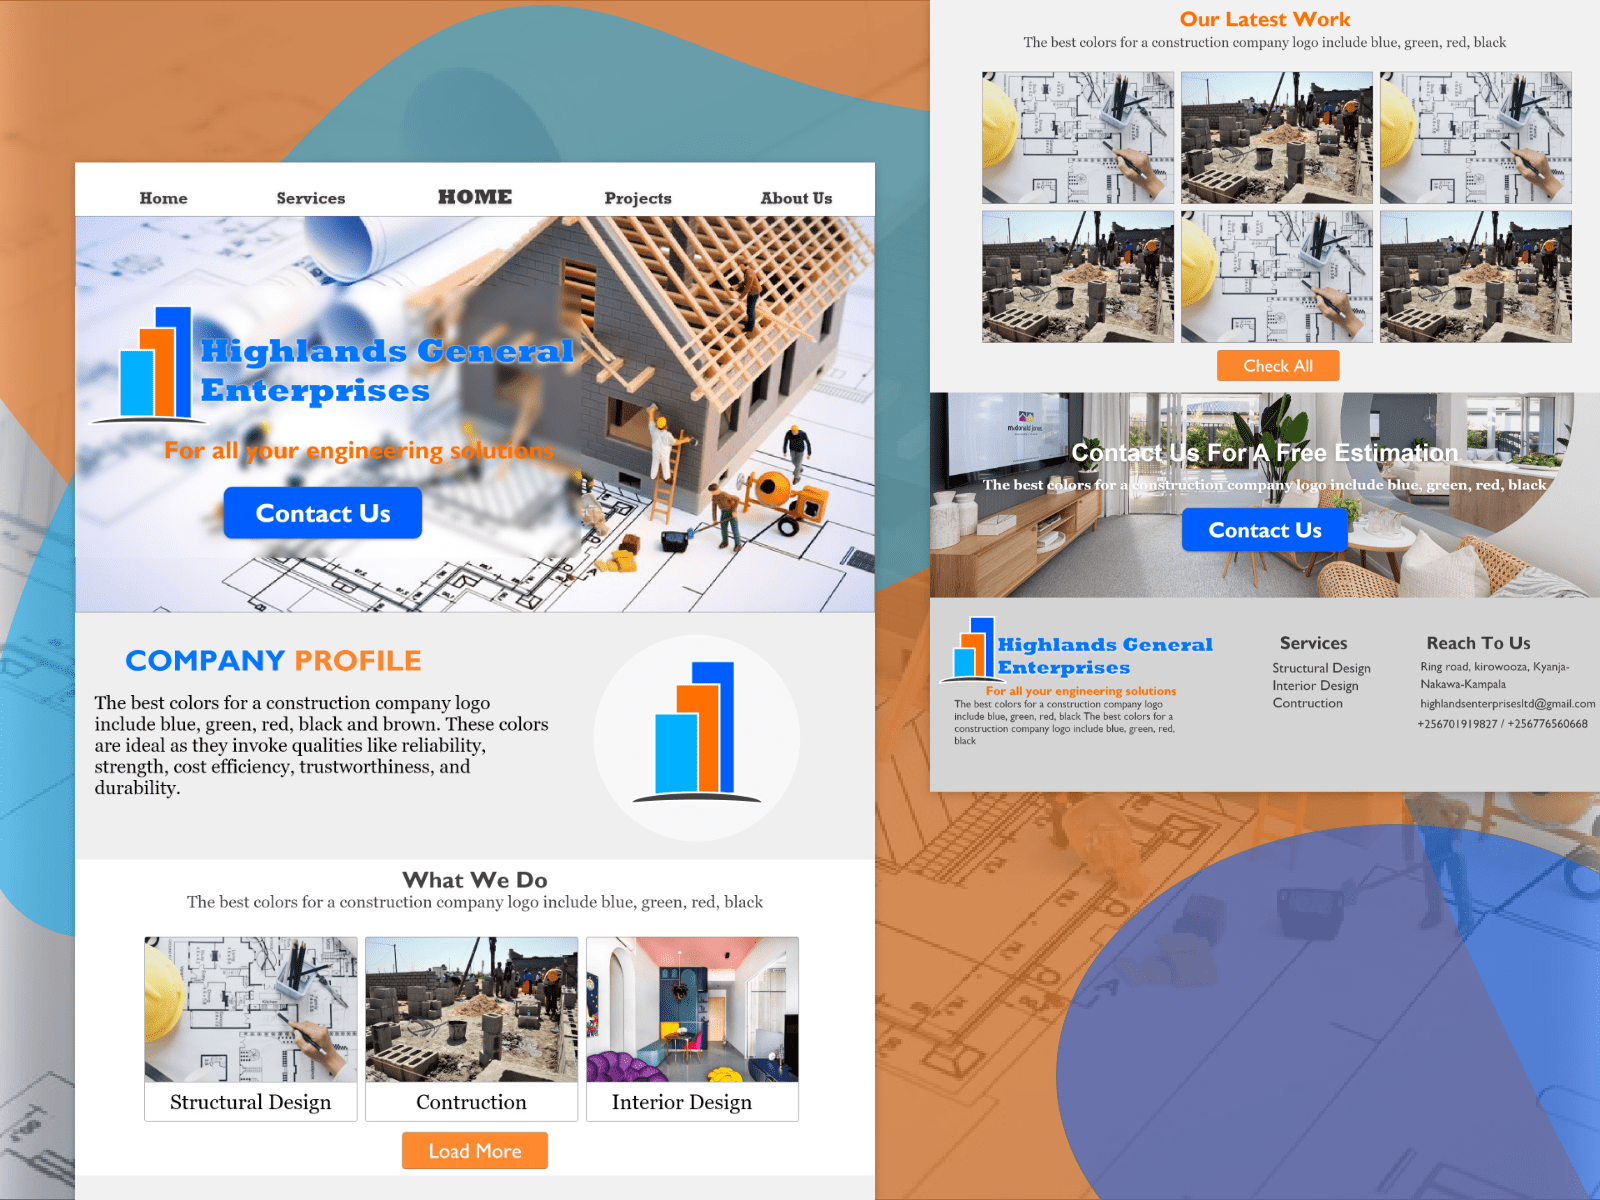 Home
Services
HOME
Projects
About Us
Highlands General
Enterprises
For all your engineering solutions
Contact Us
COMPANY PROFILE
The best colors for a construction company logo
include blue, green, red, black and brown. These colors
are ideal as they invoke qualities like reliability,
strength, cost efficiency, trustworthiness, and
durability.
What We Do
The best colors for a construction company logo include blue, green, red, black
Structural Design
Contruction
Interior Design
Load More
Our Latest Work
The best colors for a construction company logo include blue, green, red, black
Check All
Contact Us For A Free Estimation
The best colors for a construction company logo include blue, green, red, black
Contact Us
Highlands General
Enterprises
For all your engineering solutions
The best colors for a construction company logo
include blue, green, red, black The best colors for a
construction company logo include blue, green, red,
black
Services
Structural Design
Interior Design
Contruction
Reach To Us
Ring road, kirowooza, Kyanja-
Nakawa-Kampala
highlandsenterprisesltd@gmail.com
+256701919827 / +256776560668